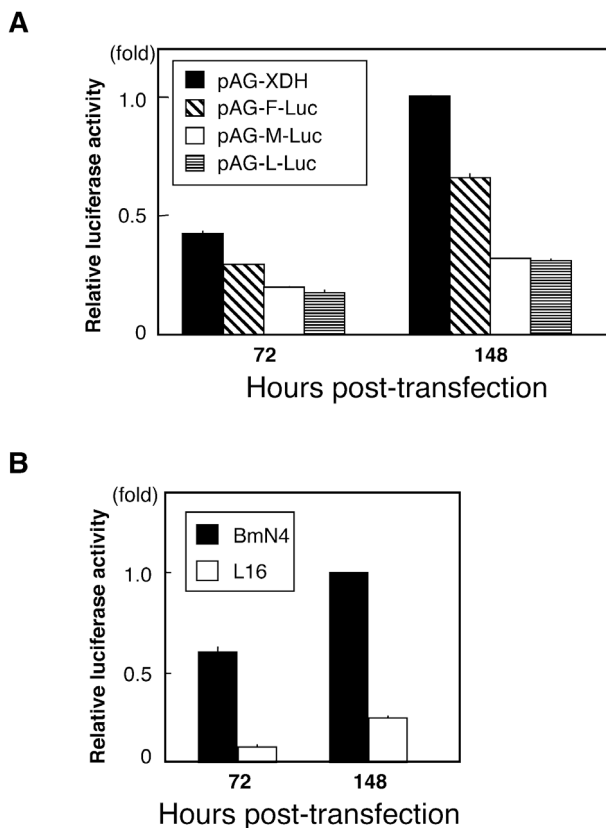 A
(fold)
pAG-XDH
pAG-F-Luc
pAG-M-Luc
pAG-L-Luc
1.0
0.5
0
Relative luciferase activity
72 148
Hours post-transfection
B
(fold)
BmN4
L16
1.0
0.5
0
Relative luciferase activity
72 148
Hours post-transfection